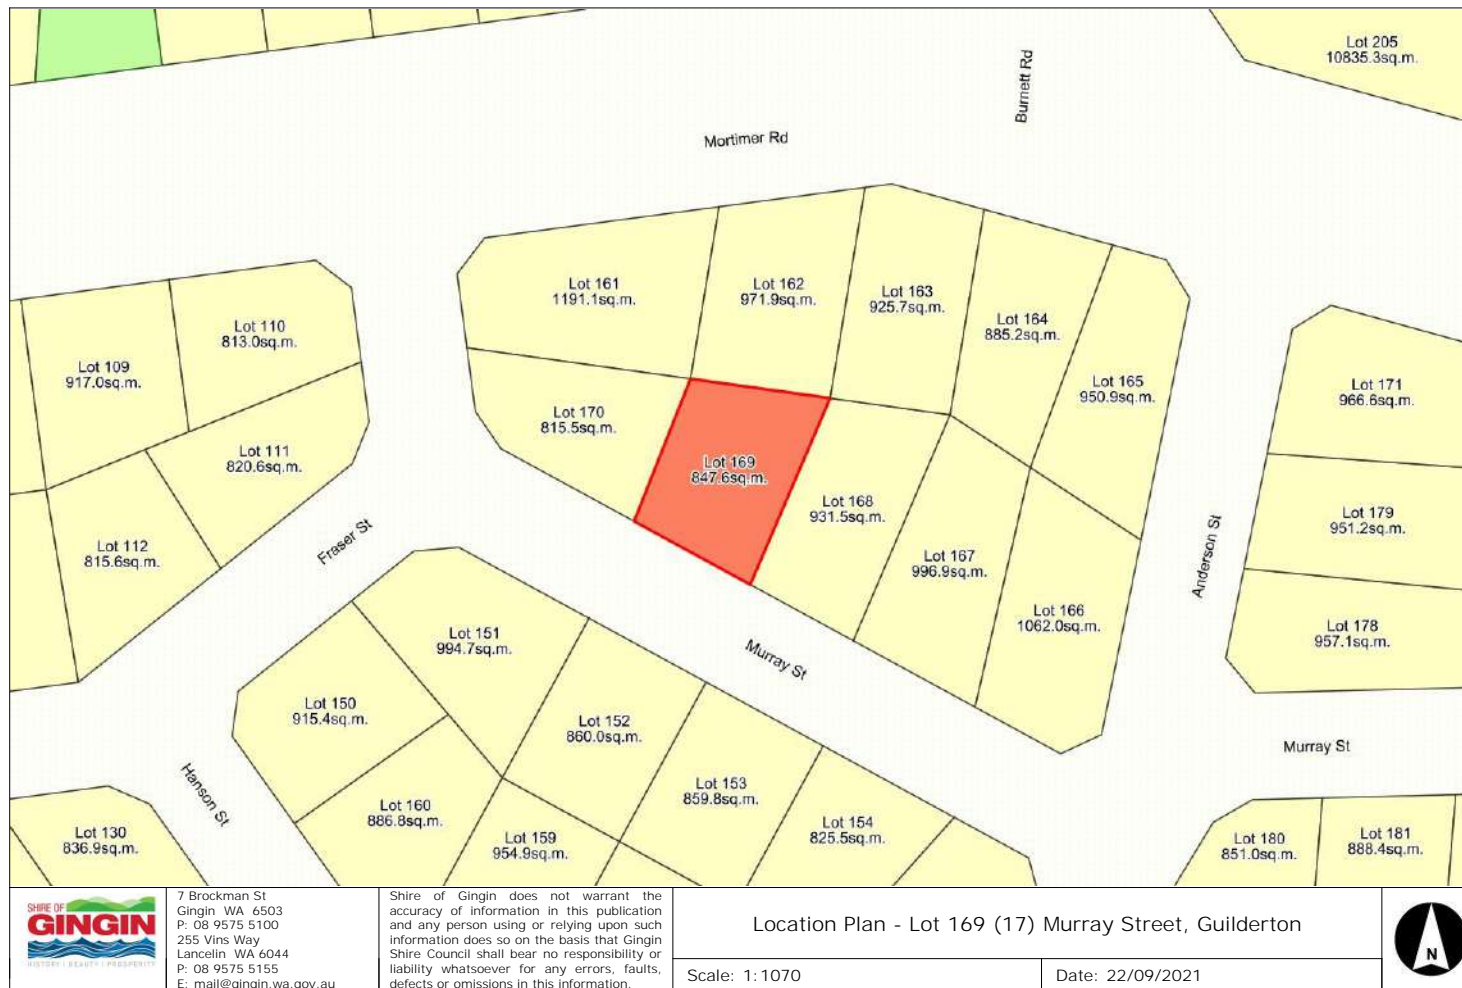 Lot 205
10835.3sq.m.
Burnett Rd
Mortimer Rd
Lot 161
1191.1sq.m.
Lot 162
971.9sq.m.
Lot 163
925.7sq.m.
Lot 164
885.2sq.m.
Lot 110
813.0sq.m.
Lot 109
917.0sq.m.
Lot 165
950.9sq.m.
Lot 171
966.6sq.m.
Lot 170
815.5sq.m.
Lot 111
820.6sq.m.
Lot 169
847.6sq.m.
Lot 168
931.5sq.m.
Lot 179
951.2sq.m.
Fraser St
Lot 112
815.6sq.m.
Lot 167
996.9sq.m.
Anderson St
Lot 166
1062.0sq.m.
Lot 151
994.7sq.m.
Lot 178
957.1sq.m.
Murray St
Lot 150
915.4sq.m.
Lot 152
860.0sq.m.
Murray St
Hanson St
Lot 153
859.8sq.m.
Lot 160
886.8sq.m.
Lot 154
825.5sq.m.
Lot 130
836.9sq.m.
Lot 159
954.9sq.m.
Lot 180
851.0sq.m.
Lot 181
888.4sq.m.
SHIRE OF
GINGIN
HISTORY | BEAUTY | PROSPERITY
7 Brockman St
Gingin WA 6503
P: 08 9575 5100
255 Vins Way
Lancelin WA 6044
P: 08 9575 5155
E: mail@gingin.wa.gov.au
Shire of Gingin does not warrant the
accuracy of information in this publication
and any person using or relying upon such
information does so on the basis that Gingin
Shire Council shall bear no responsibility or
liability whatsoever for any errors, faults,
defects or omissions in this information.
Location Plan - Lot 169 (17) Murray Street, Guilderton
Scale: 1:1070
Date: 22/09/2021
N